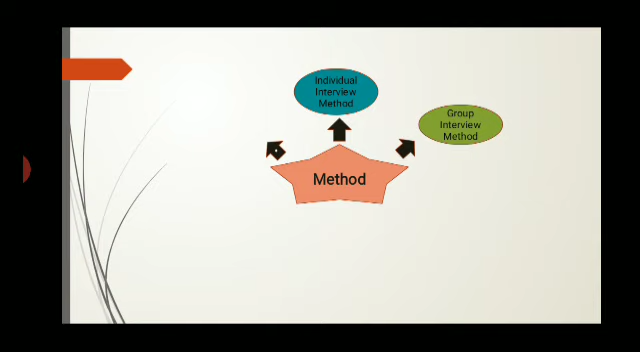 Individual
Interview
Method
Group
Interview
Method
Method